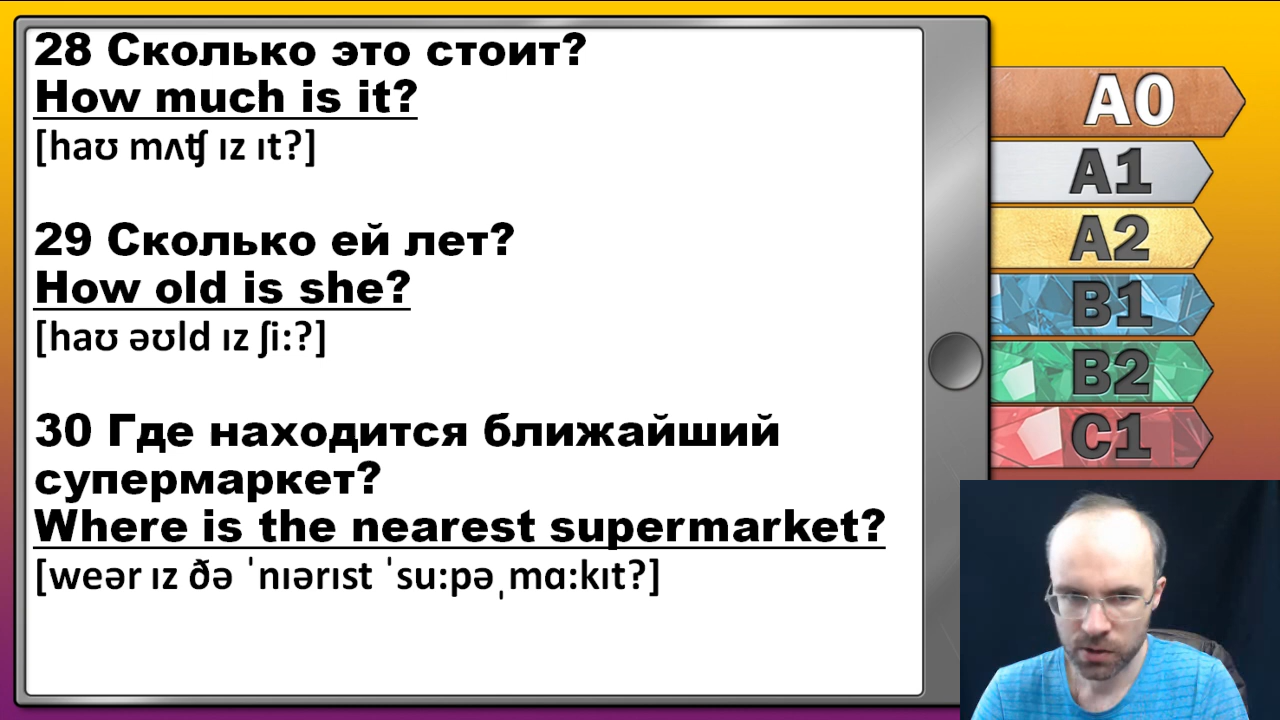 28 Сколько это стоит?
How much is it?
[haʊ mʌʧ ɪz ɪt?]
29 Сколько ей лет?
How old is she?
[haʊ əʊld ɪz ʃi:?]
30 Где находится ближайший
супермаркет?
Where is the nearest supermarket?
[weər ɪz ðə ˈnɪərɪst ˈsu:pəˌmɑ:kɪt?]
A0
A1
A2
B1
B2
C1